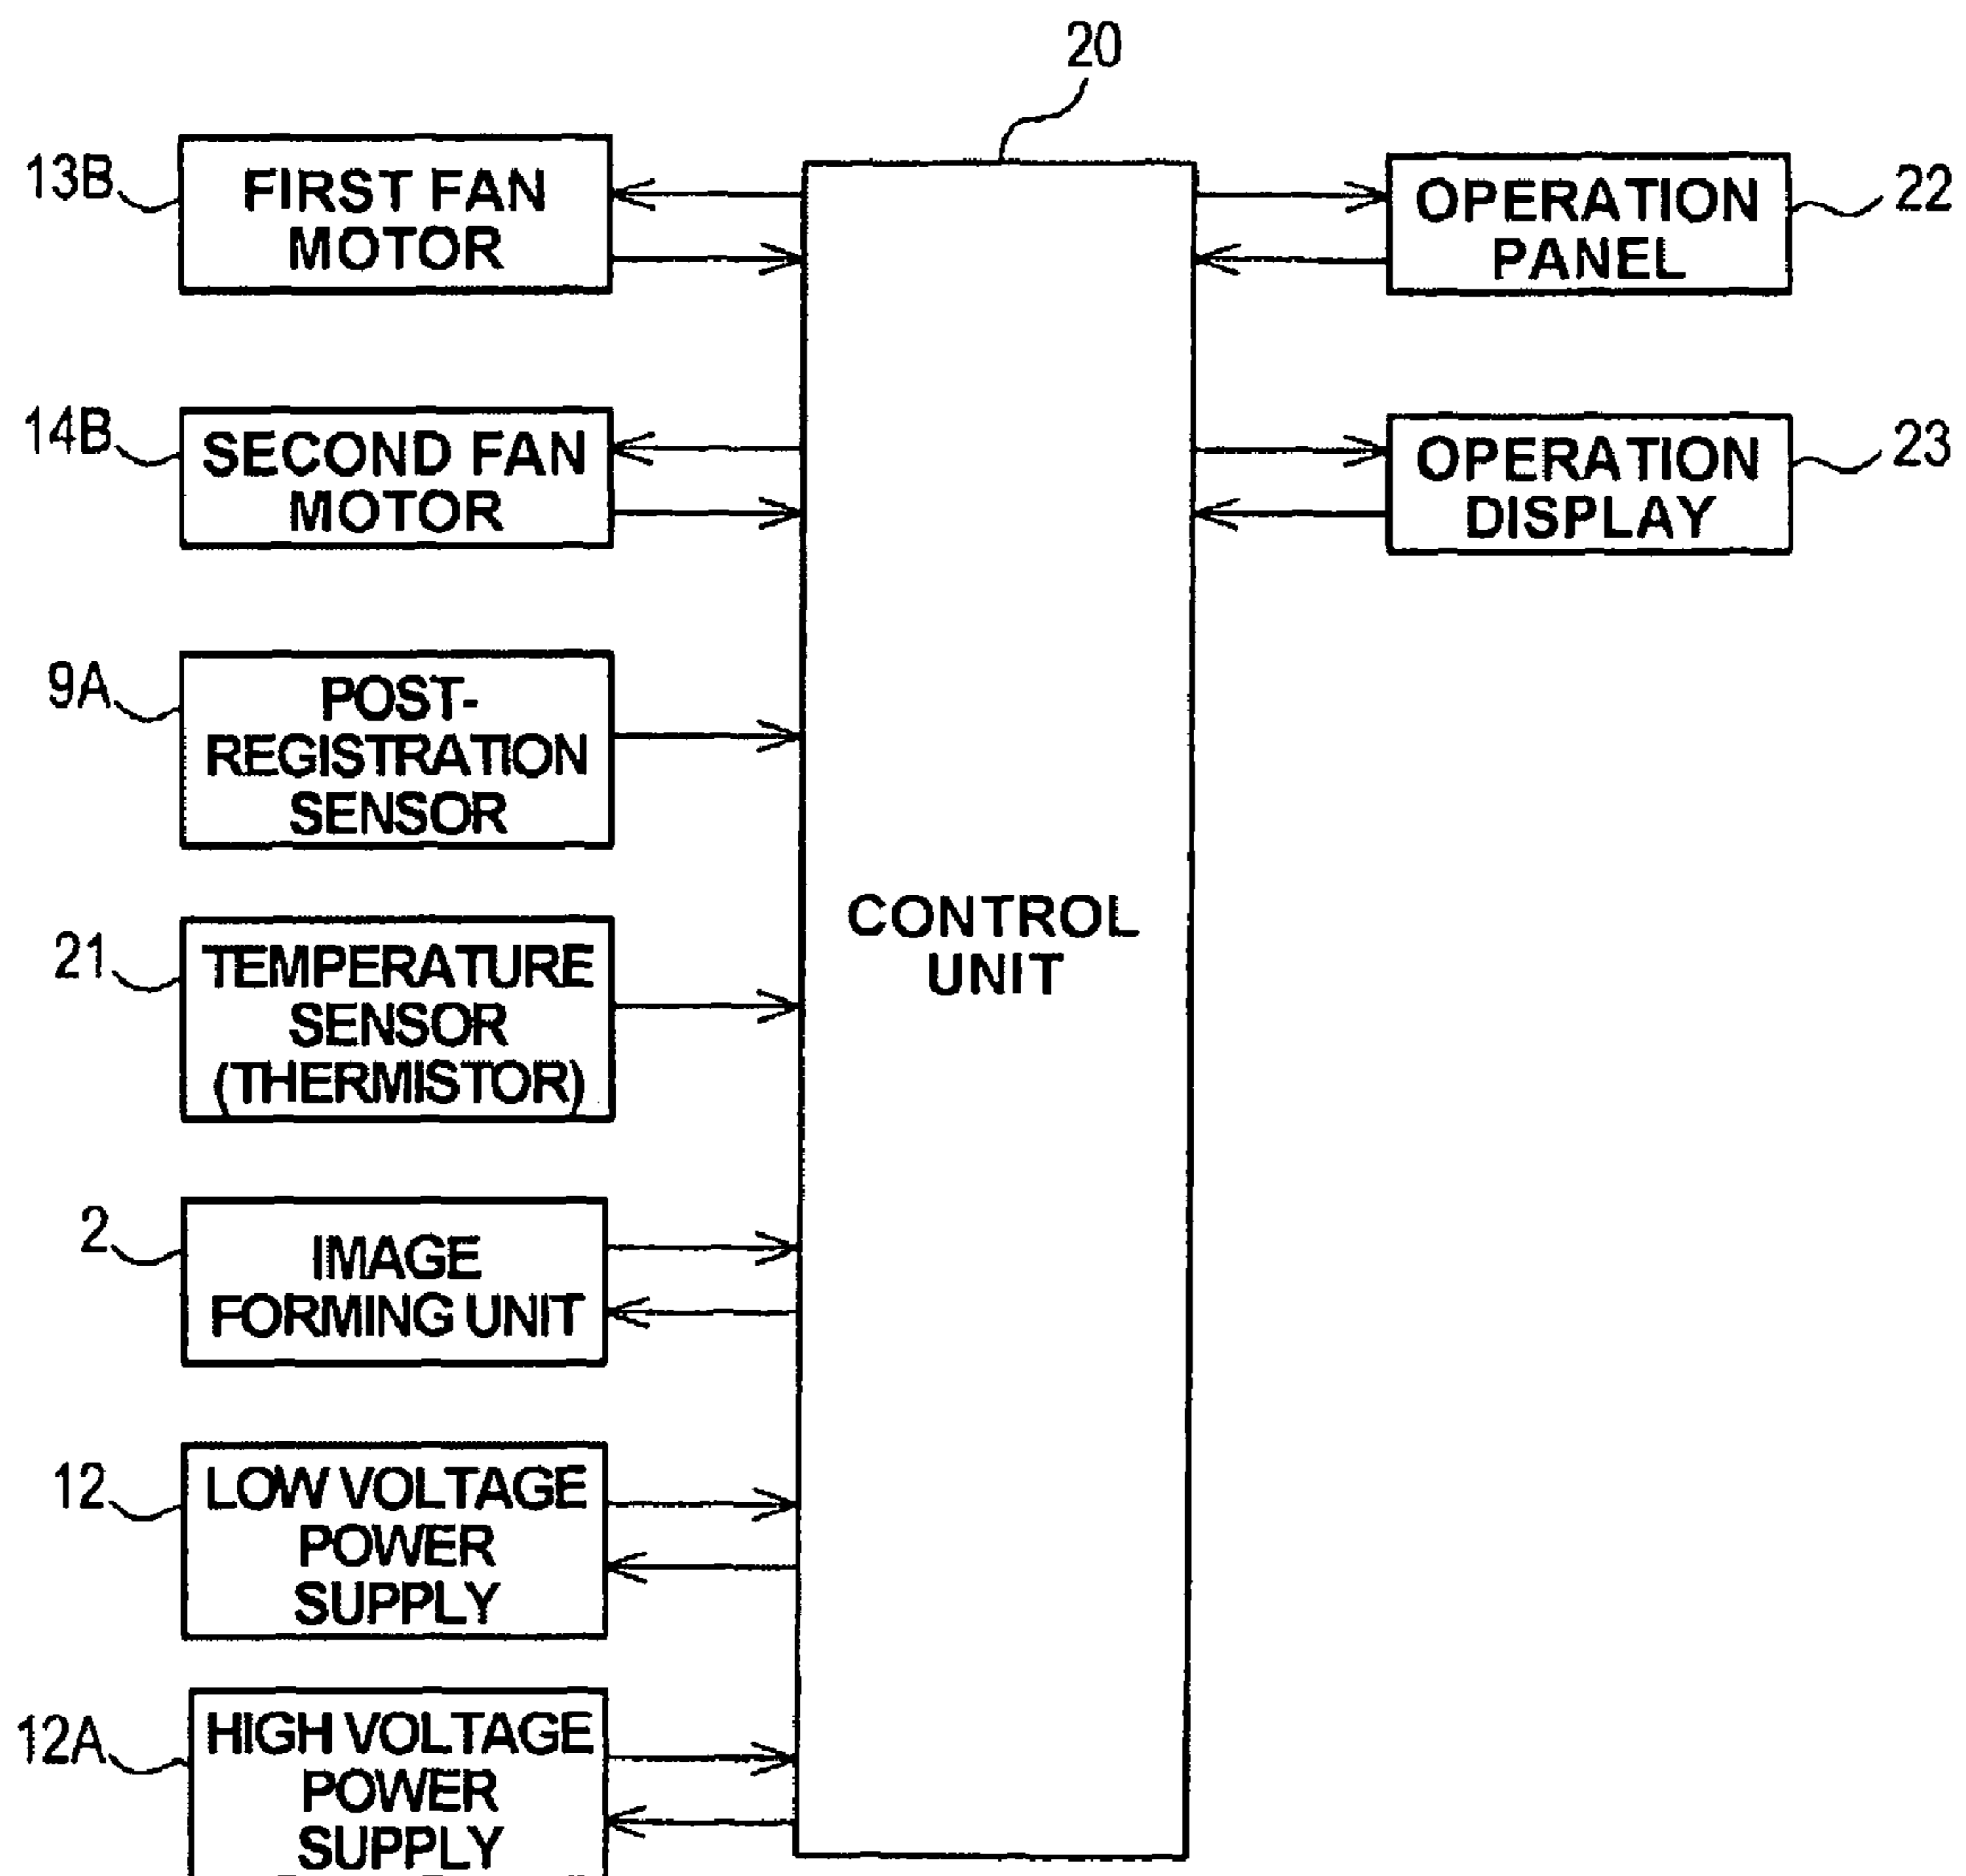 20
13B
FIRST FAN
MOTOR
22
OPERATION
PANEL
14B
SECOND FAN
MOTOR
23
OPERATION
DISPLAY
9A
POST-
REGISTRATION
SENSOR
21
TEMPERATURE
SENSOR
(THERMISTOR)
CONTROL
UNIT
2
IMAGE
FORMING UNIT
12
LOW VOLTAGE
POWER
SUPPLY
12A
HIGH VOLTAGE
POWER
SUPPLY